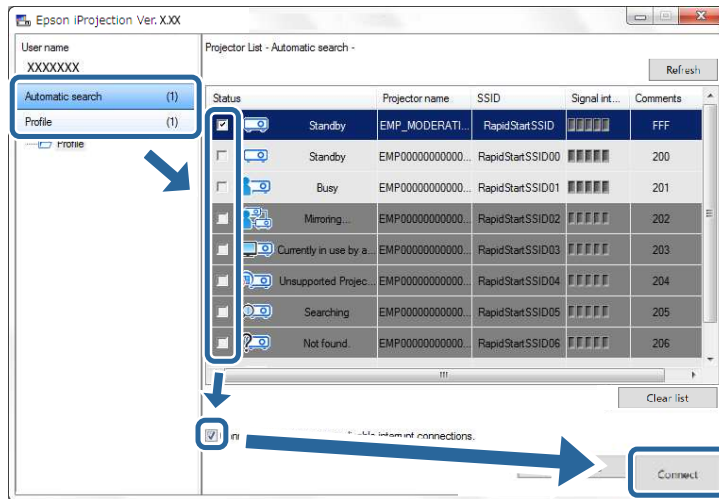 Epson iProjection Ver. X.XX
User name
XXXXXXX
Automatic search (1)
Profile (1)
Profile
Projector List - Automatic search -
Refresh
Status Projector name SSID Signal int... Comments
Standby EMP_MODERATI... RapidStartSSID FFF
Standby EMP00000000000... RapidStartSSID00 200
Busy EMP00000000000... RapidStartSSID01 201
Mirroring... EMP00000000000... RapidStartSSID02 202
Currently in use by a... EMP00000000000... RapidStartSSID03 203
Unsupported Projec... EMP00000000000... RapidStartSSID04 204
Searching EMP00000000000... RapidStartSSID05 205
Not found. EMP00000000000... RapidStartSSID06 206
Clear list
interrupt connections.
Connect